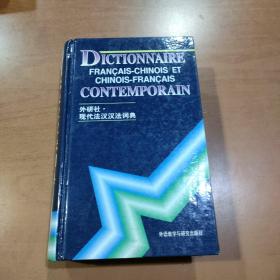 DICTIONNAIRE
FRANÇAIS-CHINOIS ET
CHINOIS-FRANÇAIS
CONTEMPORAIN
外研社·
现代法汉汉法词典
外语教学与研究出版社